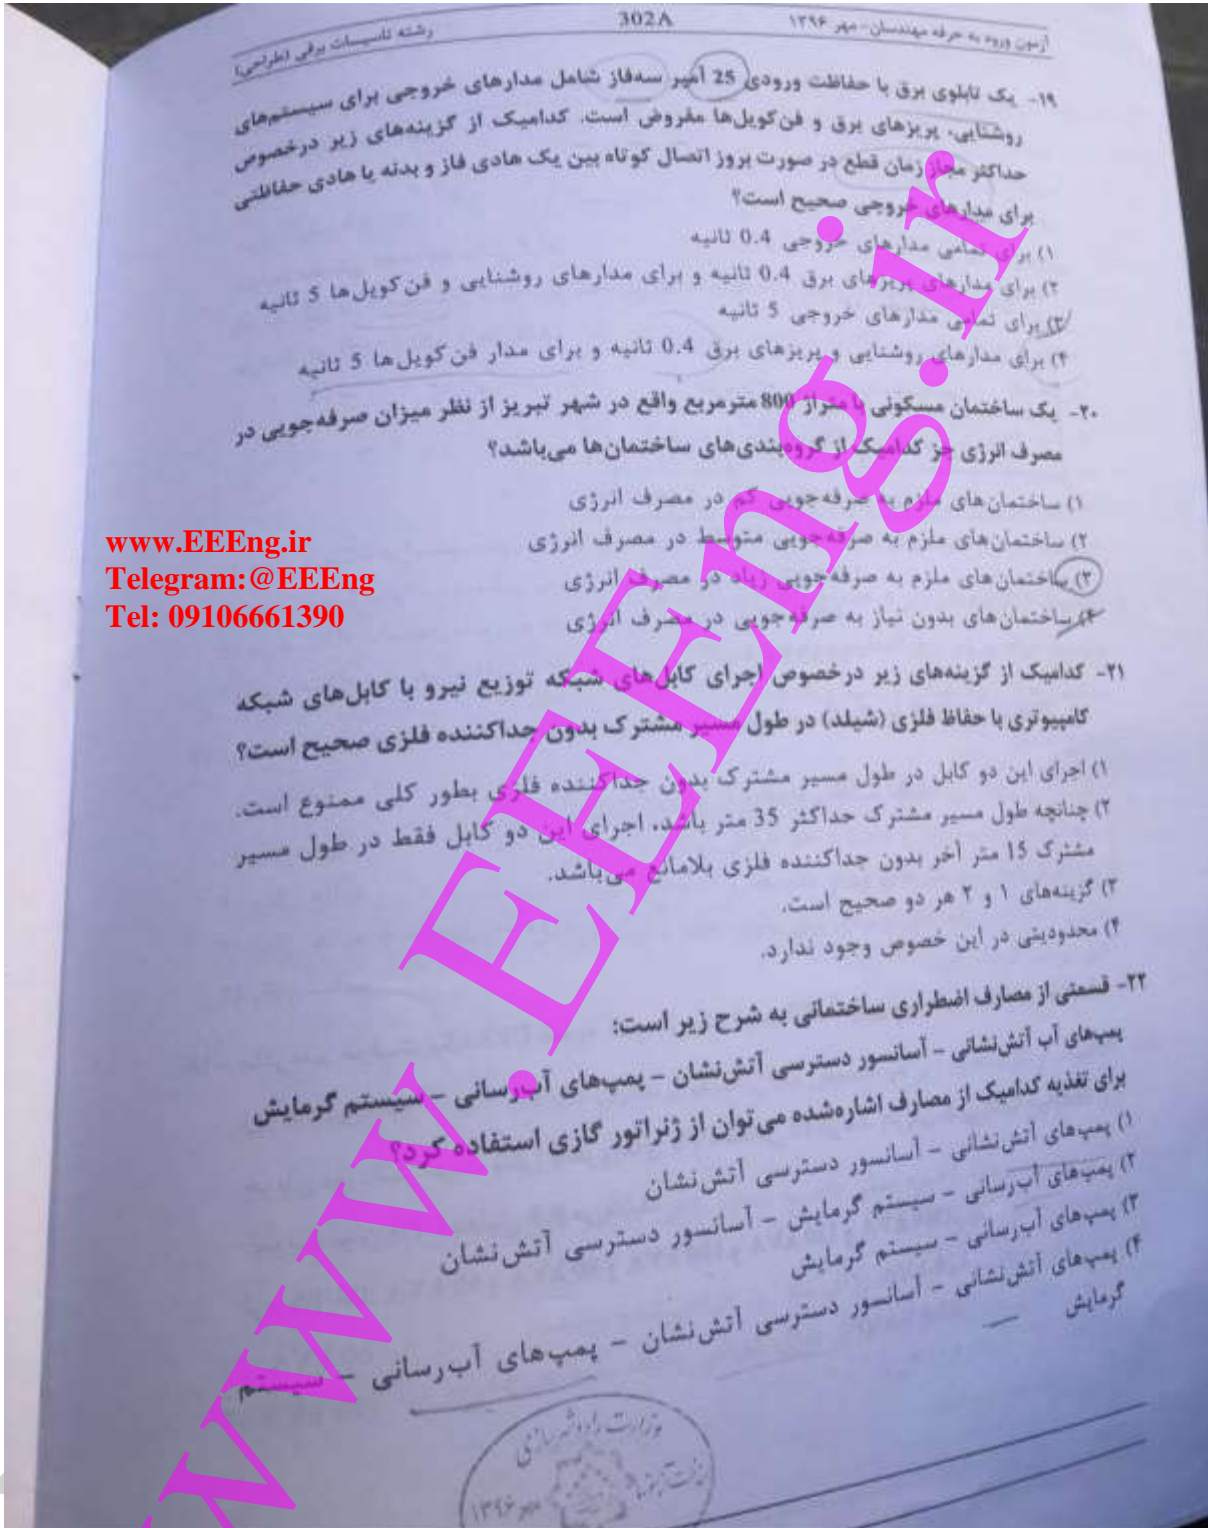 آزمون ورود به حرفه مهندسان- مهر ۱۳۹۶
302A
رشته تاسیسات برقی (طراحی)
۱۹- یک تابلوی برق با حفاظت ورودی 25 آمپر سه‌فاز شامل مدارهای خروجی برای سیستم‌های
روشنایی، پریزهای برق و فن‌کویل‌ها مفروض است. کدامیک از گزینه‌های زیر درخصوص
حداکثر مجاز زمان قطع در صورت بروز اتصال کوتاه بین یک هادی فاز و بدنه یا هادی حفاظتی
برای مدارهای خروجی صحیح است؟
۱) برای تمامی مدارهای خروجی 0.4 ثانیه
۲) برای مدارهای پریزهای برق 0.4 ثانیه و برای مدارهای روشنایی و فن‌کویل‌ها 5 ثانیه
۳) برای تمامی مدارهای خروجی 5 ثانیه
۴) برای مدارهای روشنایی و پریزهای برق 0.4 ثانیه و برای مدار فن‌کویل‌ها 5 ثانیه
۲۰- یک ساختمان مسکونی با متراژ 800 مترمربع واقع در شهر تبریز از نظر میزان صرفه‌جویی در
مصرف انرژی جز کدامیک از گروه‌بندی‌های ساختمان‌ها می‌باشد؟
۱) ساختمان‌های ملزم به صرفه‌جویی کم در مصرف انرژی
۲) ساختمان‌های ملزم به صرفه‌جویی متوسط در مصرف انرژی
۳) ساختمان‌های ملزم به صرفه‌جویی زیاد در مصرف انرژی
۴) ساختمان‌های بدون نیاز به صرفه‌جویی در مصرف انرژی
www.EEEng.ir
Telegram:@EEEng
Tel: 09106661390
۲۱- کدامیک از گزینه‌های زیر درخصوص اجرای کابل‌های شبکه توزیع نیرو با کابل‌های شبکه
کامپیوتری با حفاظ فلزی (شیلد) در طول مسیر مشترک بدون جداکننده فلزی صحیح است؟
۱) اجرای این دو کابل در طول مسیر مشترک بدون جداکننده فلزی بطور کلی ممنوع است.
۲) چنانچه طول مسیر مشترک حداکثر 35 متر باشد، اجرای این دو کابل فقط در طول مسیر
مشترک 15 متر آخر بدون جداکننده فلزی بلامانع می‌باشد.
۳) گزینه‌های ۱ و ۲ هر دو صحیح است.
۴) محدودیتی در این خصوص وجود ندارد.
۲۲- قسمتی از مصارف اضطراری ساختمانی به شرح زیر است:
پمپ‌های آب آتش‌نشانی – آسانسور دسترسی آتش‌نشان – پمپ‌های آب‌رسانی – سیستم گرمایش
برای تغذیه کدامیک از مصارف اشاره‌شده می‌توان از ژنراتور گازی استفاده کرد؟
۱) پمپ‌های آتش‌نشانی – آسانسور دسترسی آتش‌نشان
۲) پمپ‌های آب‌رسانی – سیستم گرمایش – آسانسور دسترسی آتش‌نشان
۳) پمپ‌های آب‌رسانی – سیستم گرمایش
۴) پمپ‌های آتش‌نشانی – آسانسور دسترسی آتش‌نشان – پمپ‌های آب‌رسانی – سیستم
گرمایش
وزارت راه و شهرسازی
مهر ۱۳۹۶
www.EEEng.ir